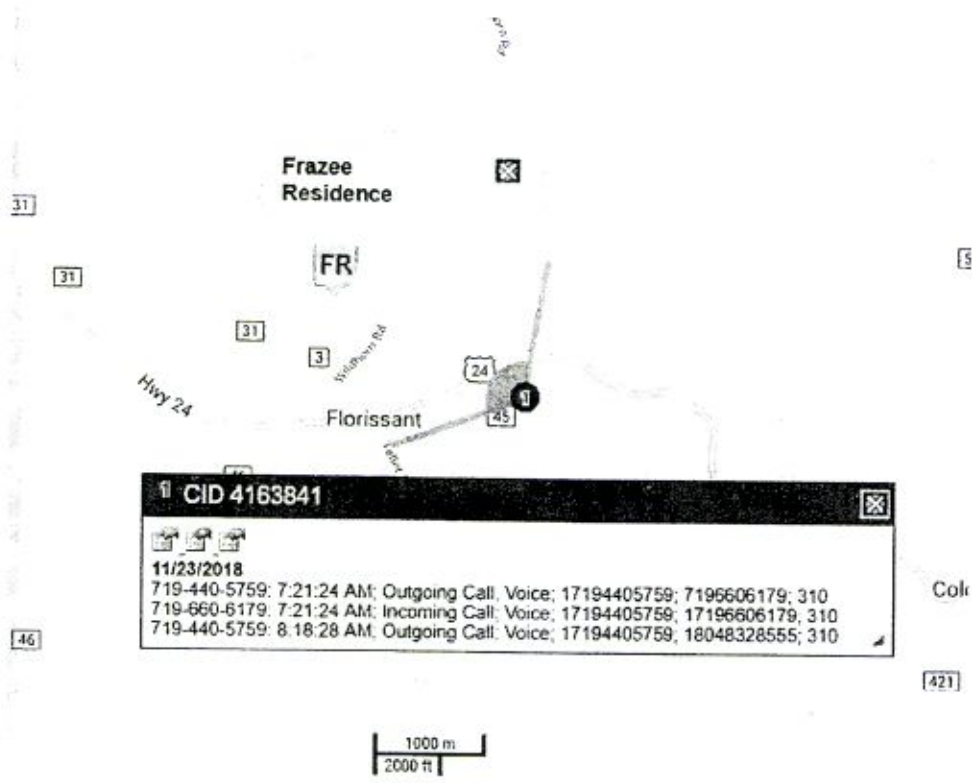 Frazee
Residence
31
FR
31
31
3
Wildhorn Rd
24
Hwy 24
Florissant
45
1
1 CID 4163841
11/23/2018
719-440-5759: 7:21:24 AM; Outgoing Call; Voice; 17194405759; 7196606179; 310
719-660-6179: 7:21:24 AM; Incoming Call; Voice; 17194405759; 17196606179; 310
719-440-5759: 8:18:28 AM; Outgoing Call; Voice; 17194405759; 18048328555; 310
46
421
1000 m
2000 ft